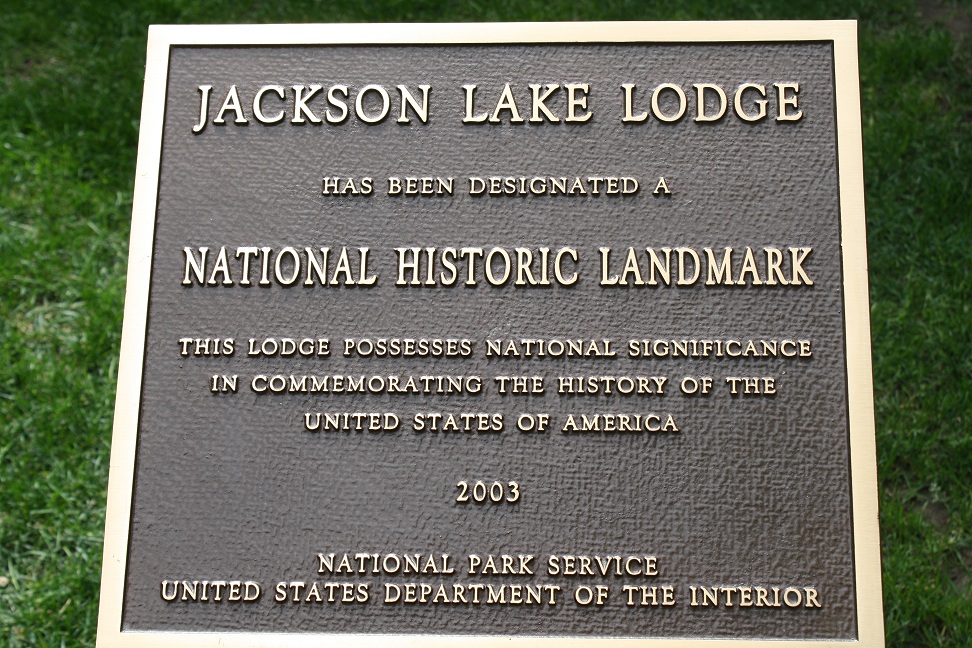 JACKSON LAKE LODGE
HAS BEEN DESIGNATED A
NATIONAL HISTORIC LANDMARK
THIS LODGE POSSESSES NATIONAL SIGNIFICANCE
IN COMMEMORATING THE HISTORY OF THE
UNITED STATES OF AMERICA
2003
NATIONAL PARK SERVICE
UNITED STATES DEPARTMENT OF THE INTERIOR